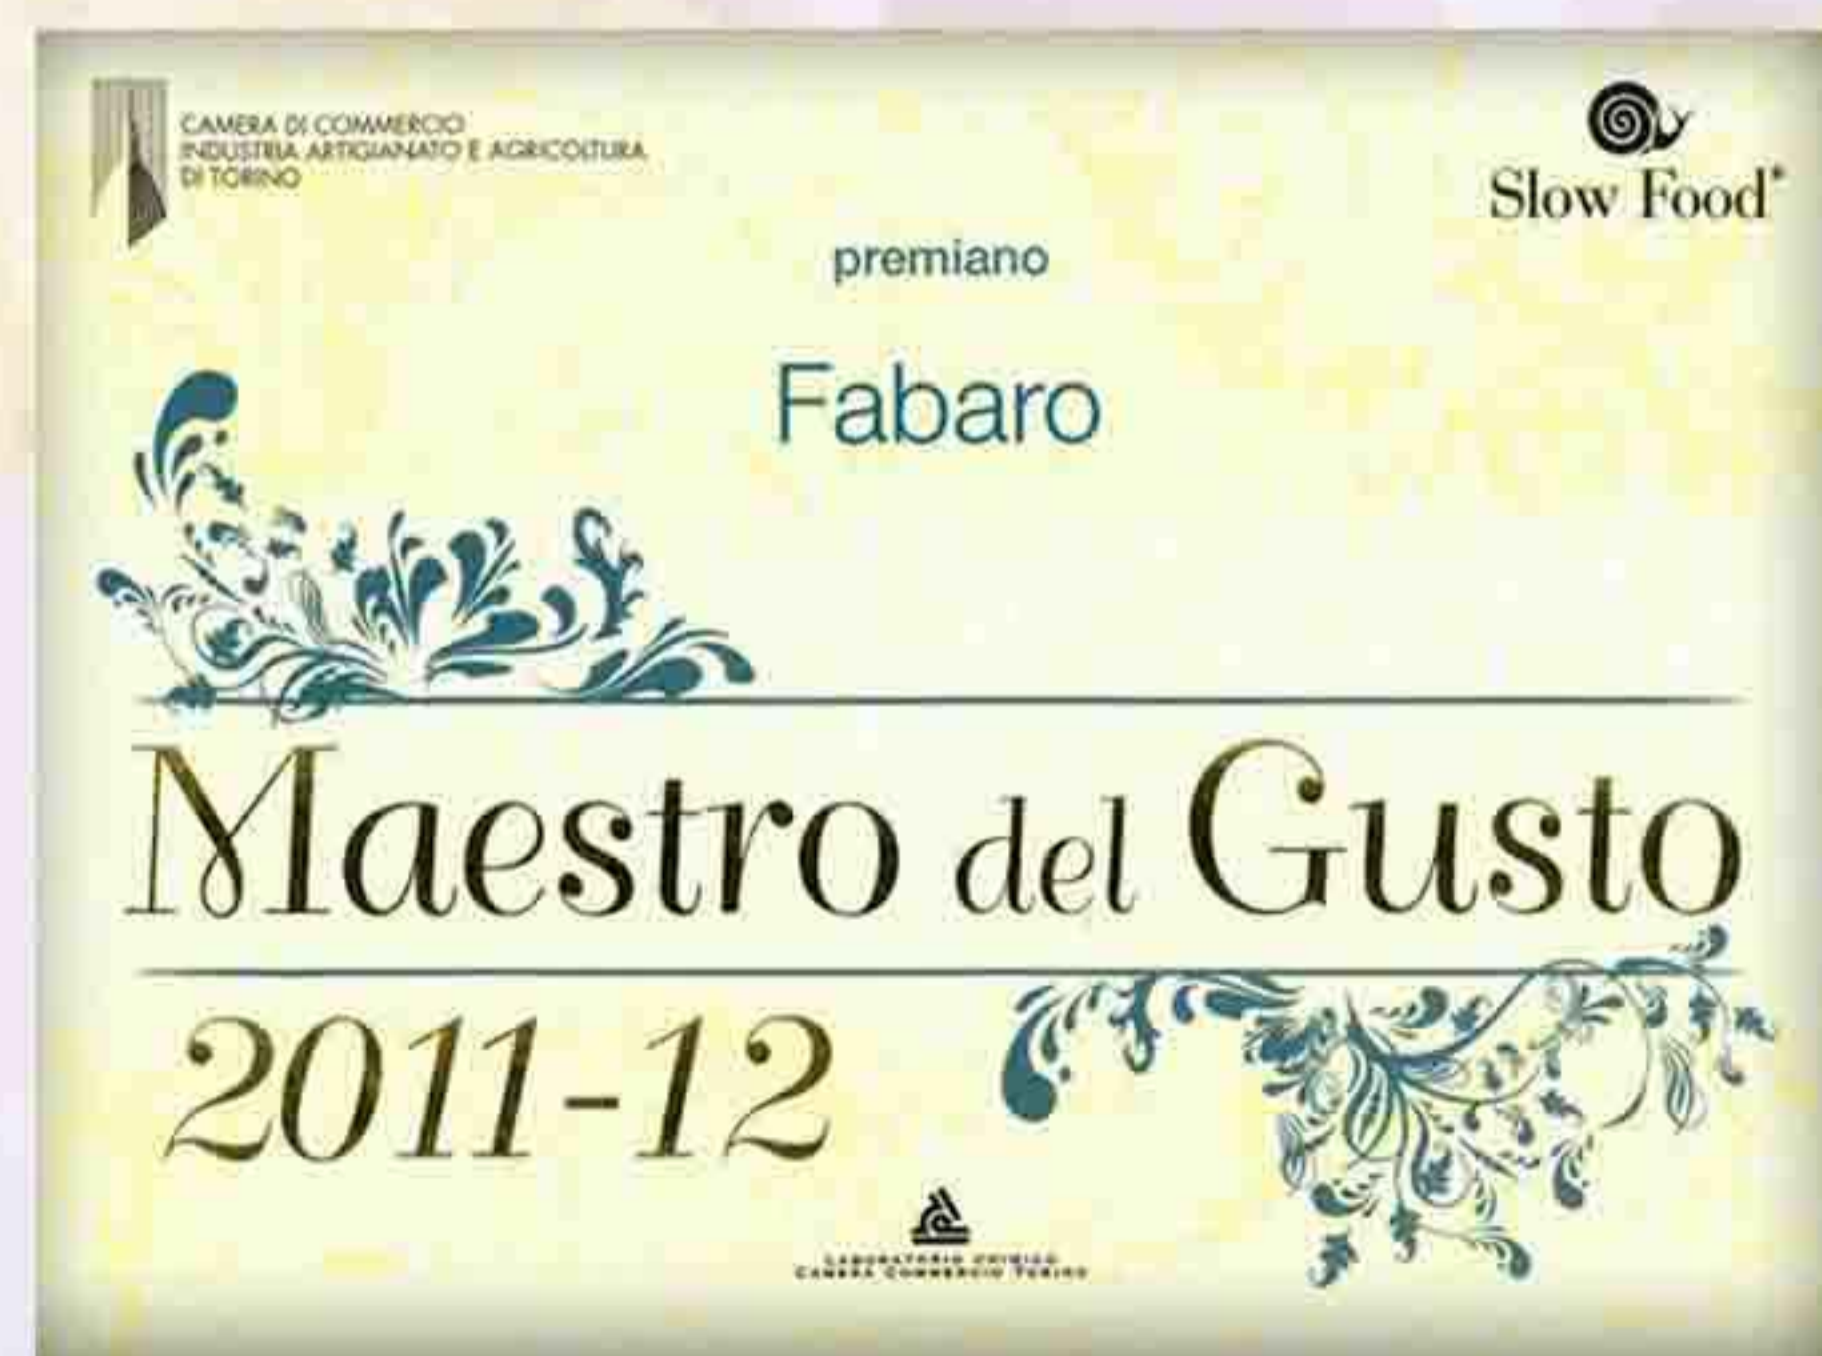 CAMERA DI COMMERCIO
INDUSTRIA ARTIGIANATO E AGRICOLTURA
DI TORINO
Slow Food®
premiano
Fabaro
Maestro del Gusto
2011-12
LABORATORIO CHIMICO
CAMERA COMMERCIO TORINO